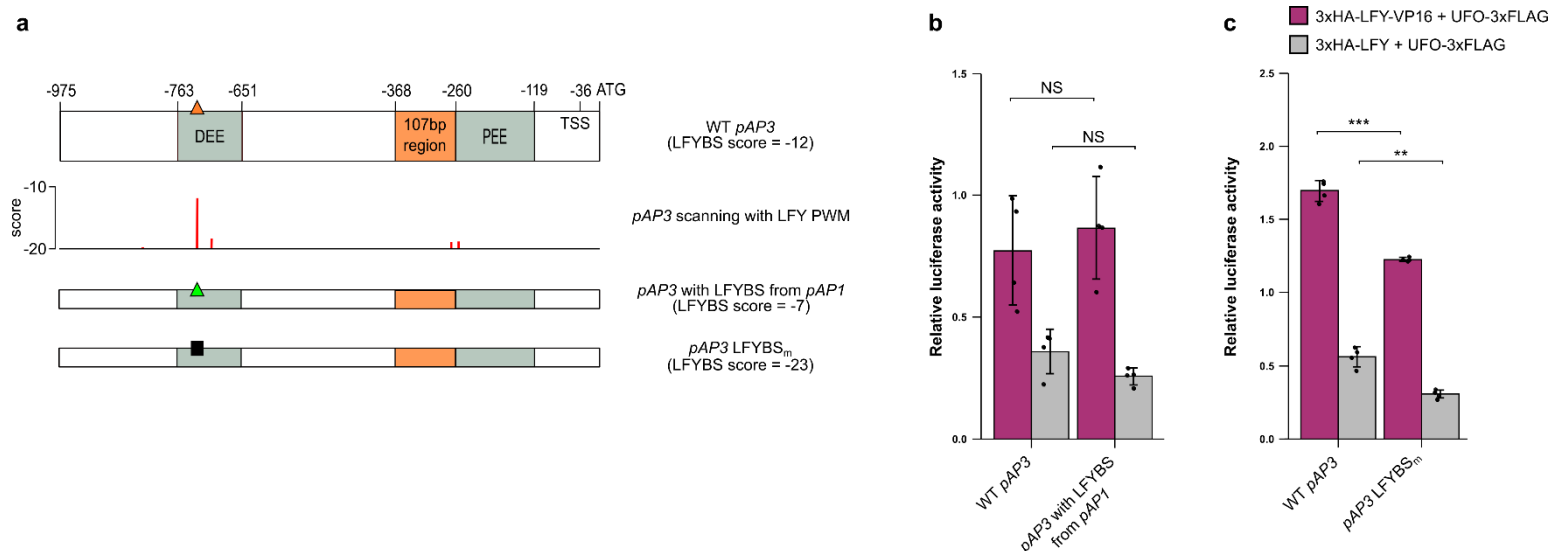 a
-975 -763 -651 -368 -260 -119 -36 ATG
DEE
107bp
region
PEE
TSS
WT pAP3
(LFYBS score = -12)
-10
score
-20
pAP3 scanning with LFY PWM
pAP3 with LFYBS from pAP1
(LFYBS score = -7)
pAP3 LFYBSm
(LFYBS score = -23)
b
Relative luciferase activity
1.5
1.0
0.5
0.0
NS
NS
WT pAP3
pAP3 with LFYBS
from pAP1
c
3xHA-LFY-VP16 + UFO-3xFLAG
3xHA-LFY + UFO-3xFLAG
Relative luciferase activity
2.5
2.0
1.5
1.0
0.5
0.0
***
**
WT pAP3
pAP3 LFYBSm